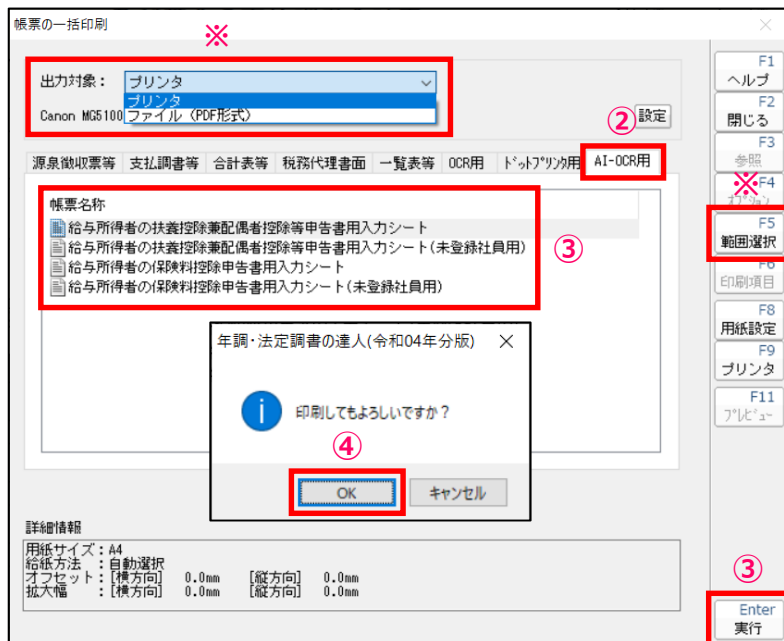 帳票の一括印刷
※
出力対象： プリンタ
プリンタ
ファイル（PDF形式）
Canon MG5100
②
設定
源泉徴収票等 支払調書等 合計表等 税務代理書面 一覧表等 OCR用 ﾄﾞｯﾄﾌﾟﾘﾝﾀ用 AI-OCR用
帳票名称
給与所得者の扶養控除兼配偶者控除等申告書用入力シート
給与所得者の扶養控除兼配偶者控除等申告書用入力シート(未登録社員用)
給与所得者の保険料控除申告書用入力シート
給与所得者の保険料控除申告書用入力シート(未登録社員用)
③
年調・法定調書の達人(令和04年分版)
印刷してもよろしいですか？
④
OK キャンセル
詳細情報
用紙サイズ：A4
給紙方法 ：自動選択
オフセット：[横方向] 0.0mm [縦方向] 0.0mm
拡大幅 ：[横方向] 0.0mm [縦方向] 0.0mm
F1
ヘルプ
F2
閉じる
F3
参照
※
F4
ｵﾌﾟｼｮﾝ
F5
範囲選択
F6
印刷項目
F8
用紙設定
F9
プリンタ
F11
ﾌﾟﾚﾋﾞｭｰ
③
Enter
実行